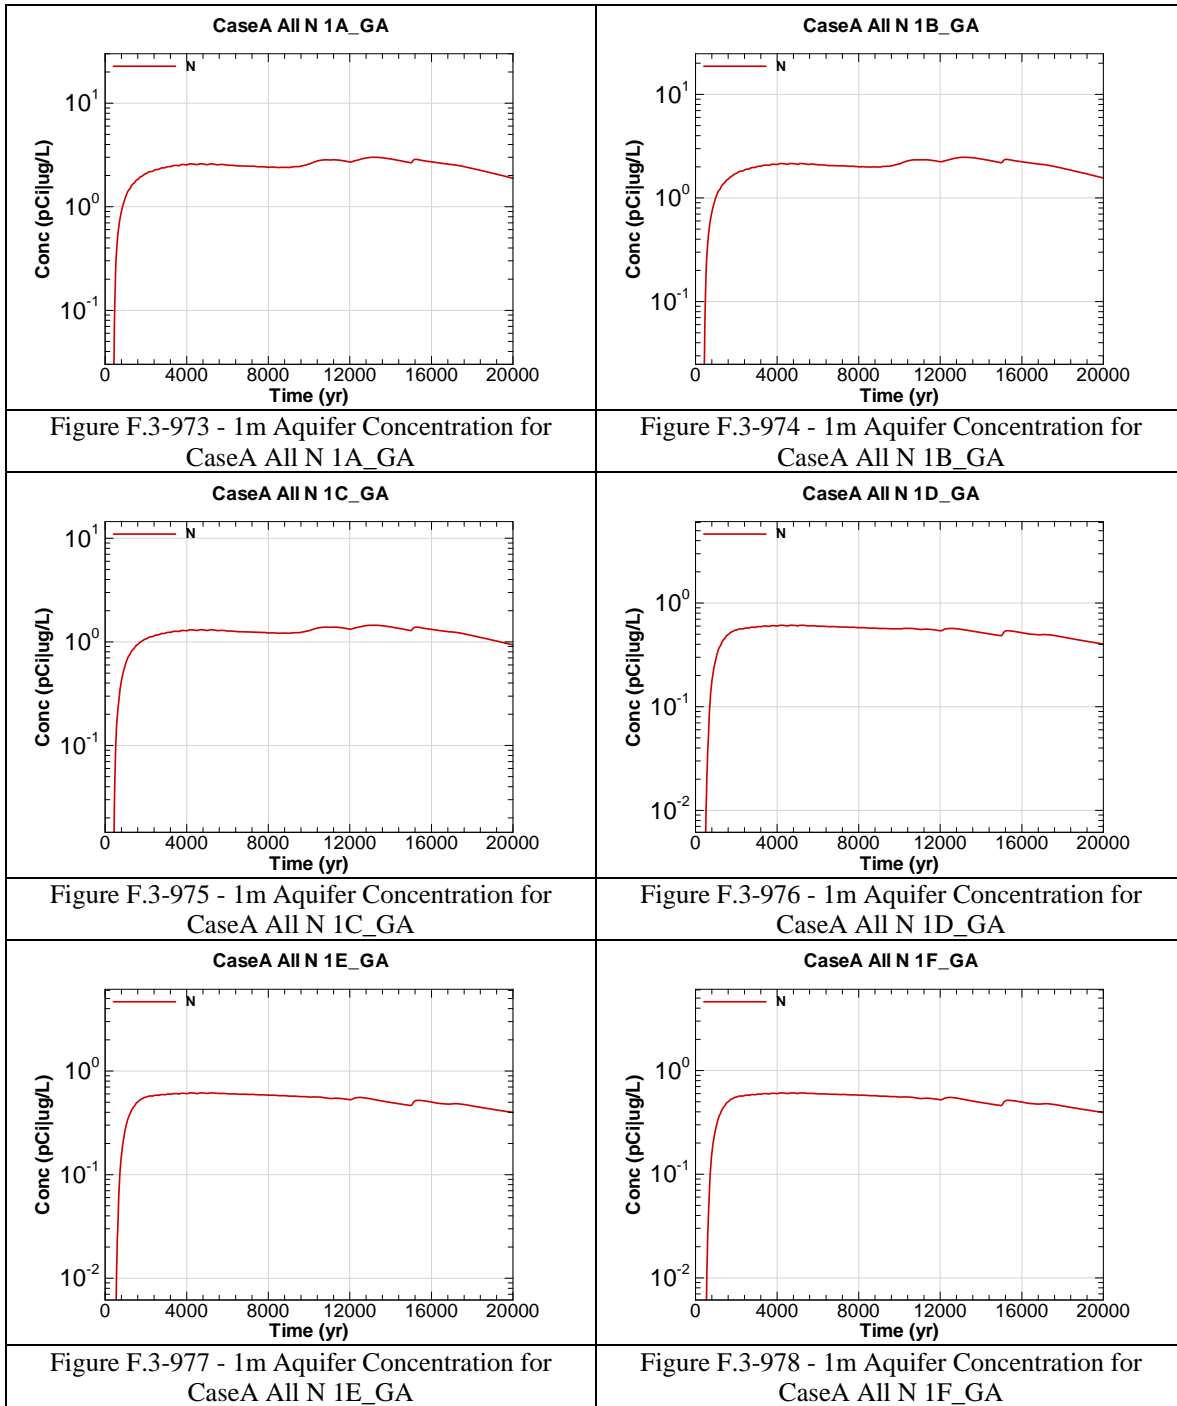 CaseA All N 1A_GA
N
10^1
10^0
10^-1
Conc (pCi|ug/L)
0 4000 8000 12000 16000 20000
Time (yr)
Figure F.3-973 - 1m Aquifer Concentration for
CaseA All N 1A_GA
CaseA All N 1B_GA
N
10^1
10^0
10^-1
Conc (pCi|ug/L)
0 4000 8000 12000 16000 20000
Time (yr)
Figure F.3-974 - 1m Aquifer Concentration for
CaseA All N 1B_GA
CaseA All N 1C_GA
N
10^1
10^0
10^-1
Conc (pCi|ug/L)
0 4000 8000 12000 16000 20000
Time (yr)
Figure F.3-975 - 1m Aquifer Concentration for
CaseA All N 1C_GA
CaseA All N 1D_GA
N
10^0
10^-1
10^-2
Conc (pCi|ug/L)
0 4000 8000 12000 16000 20000
Time (yr)
Figure F.3-976 - 1m Aquifer Concentration for
CaseA All N 1D_GA
CaseA All N 1E_GA
N
10^0
10^-1
10^-2
Conc (pCi|ug/L)
0 4000 8000 12000 16000 20000
Time (yr)
Figure F.3-977 - 1m Aquifer Concentration for
CaseA All N 1E_GA
CaseA All N 1F_GA
N
10^0
10^-1
10^-2
Conc (pCi|ug/L)
0 4000 8000 12000 16000 20000
Time (yr)
Figure F.3-978 - 1m Aquifer Concentration for
CaseA All N 1F_GA